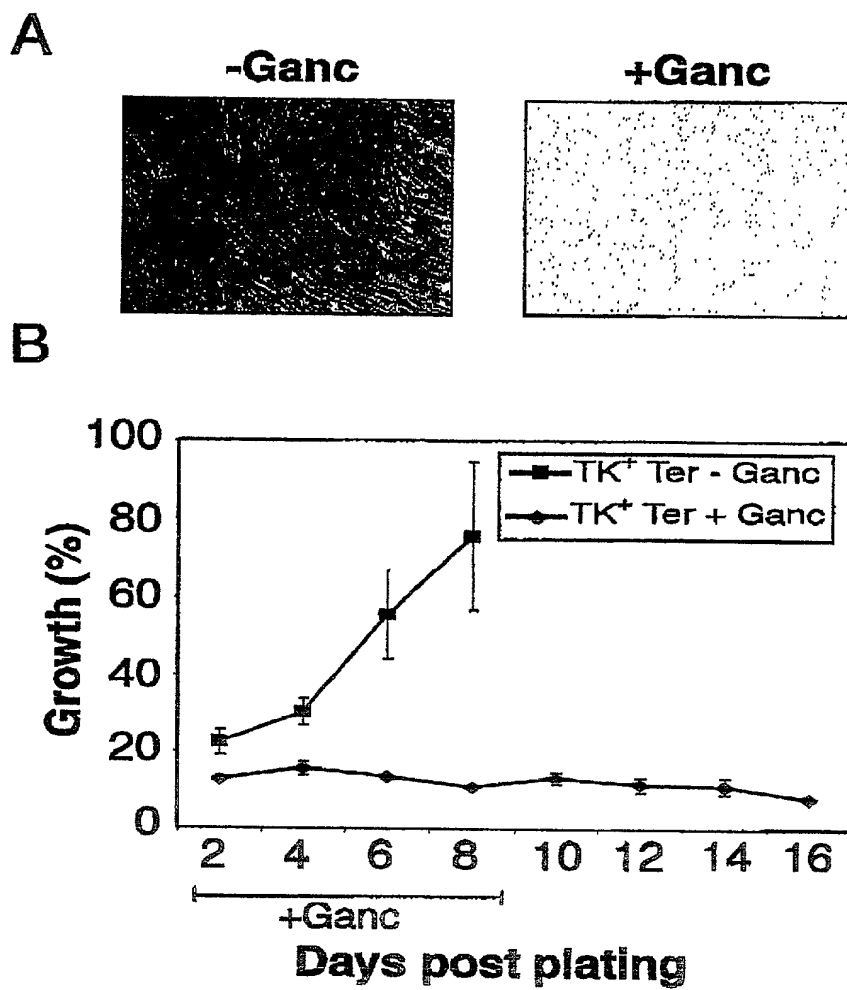 A
-Ganc
+Ganc
B
100
80
60
40
20
0
Growth (%)
TK⁺ Ter - Ganc
TK⁺ Ter + Ganc
2 4 6 8 10 12 14 16
+Ganc
Days post plating